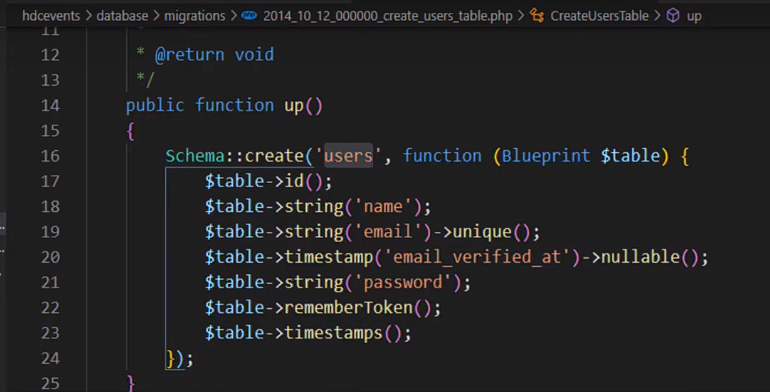 hdcevents > database > migrations > 2014_10_12_000000_create_users_table.php > CreateUsersTable > up
11 *
12 * @return void
13 */
14 public function up()
15 {
16 Schema::create('users', function (Blueprint $table) {
17 $table->id();
18 $table->string('name');
19 $table->string('email')->unique();
20 $table->timestamp('email_verified_at')->nullable();
21 $table->string('password');
22 $table->rememberToken();
23 $table->timestamps();
24 });
25 }